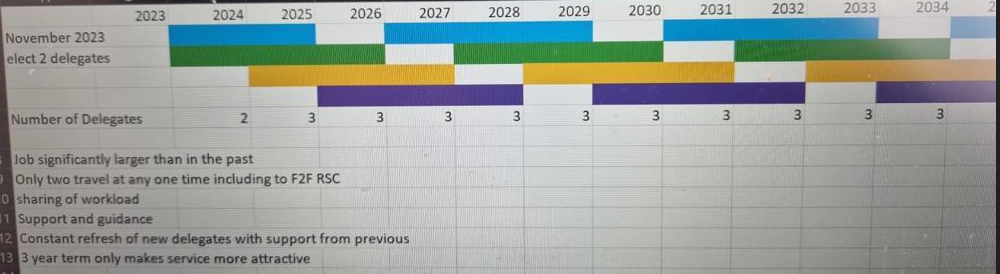 2023 2024 2025 2026 2027 2028 2029 2030 2031 2032 2033 2034 2
November 2023
elect 2 delegates
Number of Delegates 2 3 3 3 3 3 3 3 3 3 3
Job significantly larger than in the past
9 Only two travel at any one time including to F2F RSC
0 sharing of workload
11 Support and guidance
12 Constant refresh of new delegates with support from previous
13 3 year term only makes service more attractive